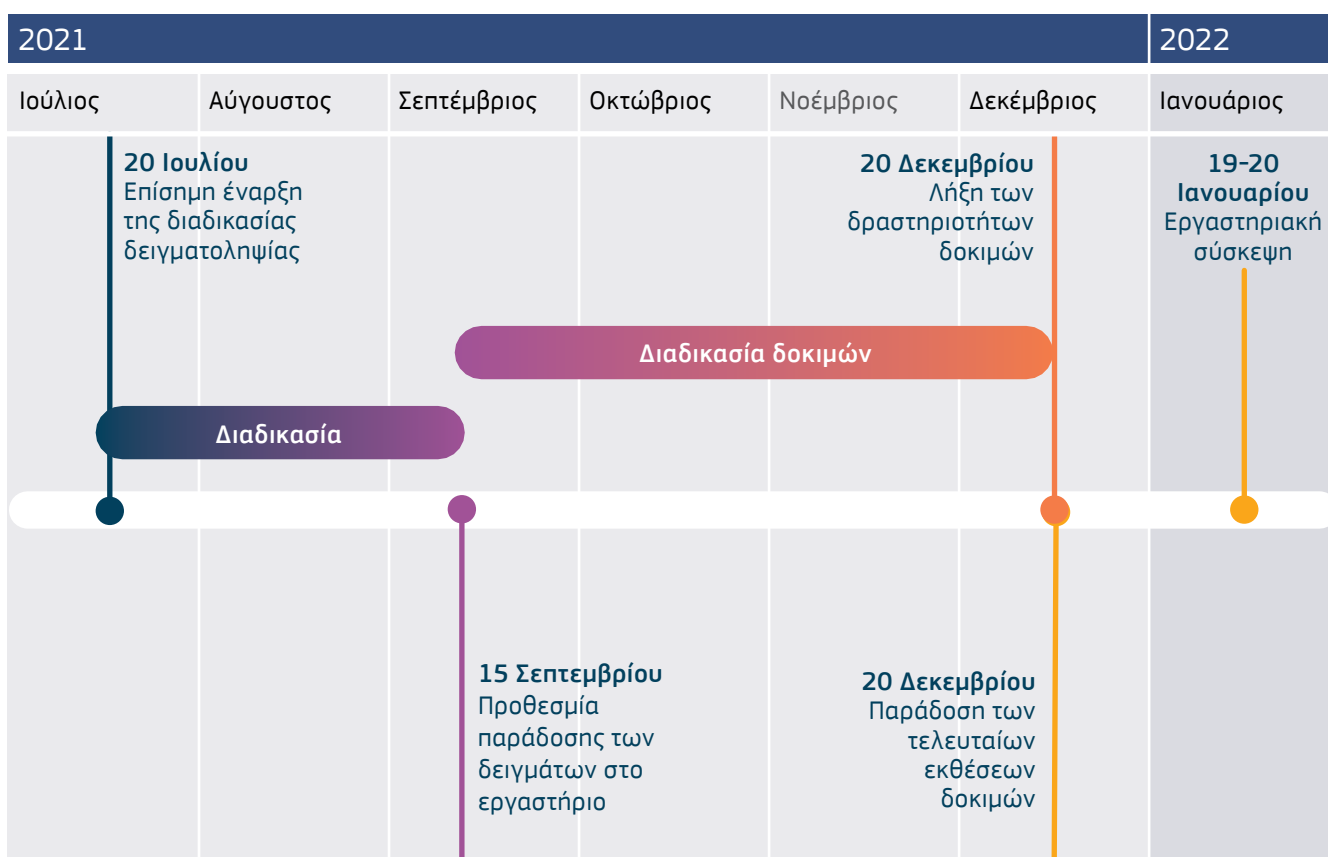 2021
2022
Ιούλιος
Αύγουστος
Σεπτέμβριος
Οκτώβριος
Νοέμβριος
Δεκέμβριος
Ιανουάριος
20 Ιουλίου
Επίσημη έναρξη
της διαδικασίας
δειγματοληψίας
20 Δεκεμβρίου
Λήξη των
δραστηριοτήτων
δοκιμών
19-20
Ιανουαρίου
Εργαστηριακή
σύσκεψη
Διαδικασία δοκιμών
Διαδικασία
15 Σεπτεμβρίου
Προθεσμία
παράδοσης των
δειγμάτων στο
εργαστήριο
20 Δεκεμβρίου
Παράδοση των
τελευταίων
εκθέσεων
δοκιμών